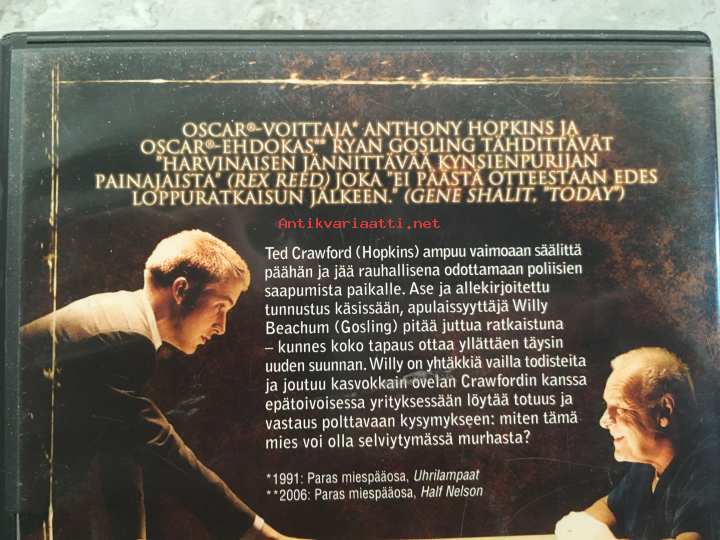 OSCAR®-VOITTAJA* ANTHONY HOPKINS JA
OSCAR®-EHDOKAS** RYAN GOSLING TÄHDITTÄVÄT
"HARVINAISEN JÄNNITTÄVÄÄ KYNSIENPURIJAN
PAINAJAISTA" (REX REED) JOKA "EI PÄÄSTÄ OTTEESTAAN EDES
LOPPURATKAISUN JÄLKEEN." (GENE SHALIT, "TODAY")
Antikvariaatti.net
Ted Crawford (Hopkins) ampuu vaimoaan säälittä
päähän ja jää rauhallisena odottamaan poliisien
saapumista paikalle. Ase ja allekirjoitettu
tunnustus käsissään, apulaissyyttäjä Willy
Beachum (Gosling) pitää juttua ratkaistuna
– kunnes koko tapaus ottaa yllättäen täysin
uuden suunnan. Willy on yhtäkkiä vailla todisteita
ja joutuu kasvokkain ovelan Crawfordin kanssa
epätoivoisessa yrityksessään löytää totuus ja
vastaus polttavaan kysymykseen: miten tämä
mies voi olla selviytymässä murhasta?
*1991: Paras miespääosa, Uhrilampaat
**2006: Paras miespääosa, Half Nelson